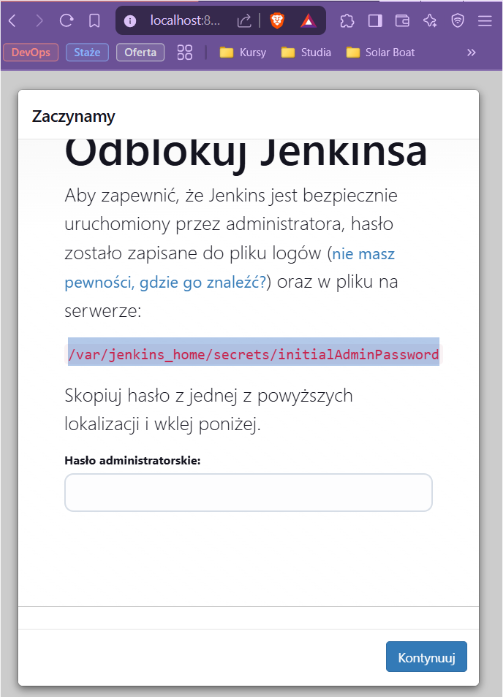 localhost:8...
DevOps Staże Oferta Kursy Studia Solar Boat »
Zaczynamy
Odblokuj Jenkinsa
Aby zapewnić, że Jenkins jest bezpiecznie
uruchomiony przez administratora, hasło
zostało zapisane do pliku logów (nie masz
pewności, gdzie go znaleźć?) oraz w pliku na
serwerze:
/var/jenkins_home/secrets/initialAdminPassword
Skopiuj hasło z jednej z powyższych
lokalizacji i wklej poniżej.
Hasło administratorskie:
Kontynuuj